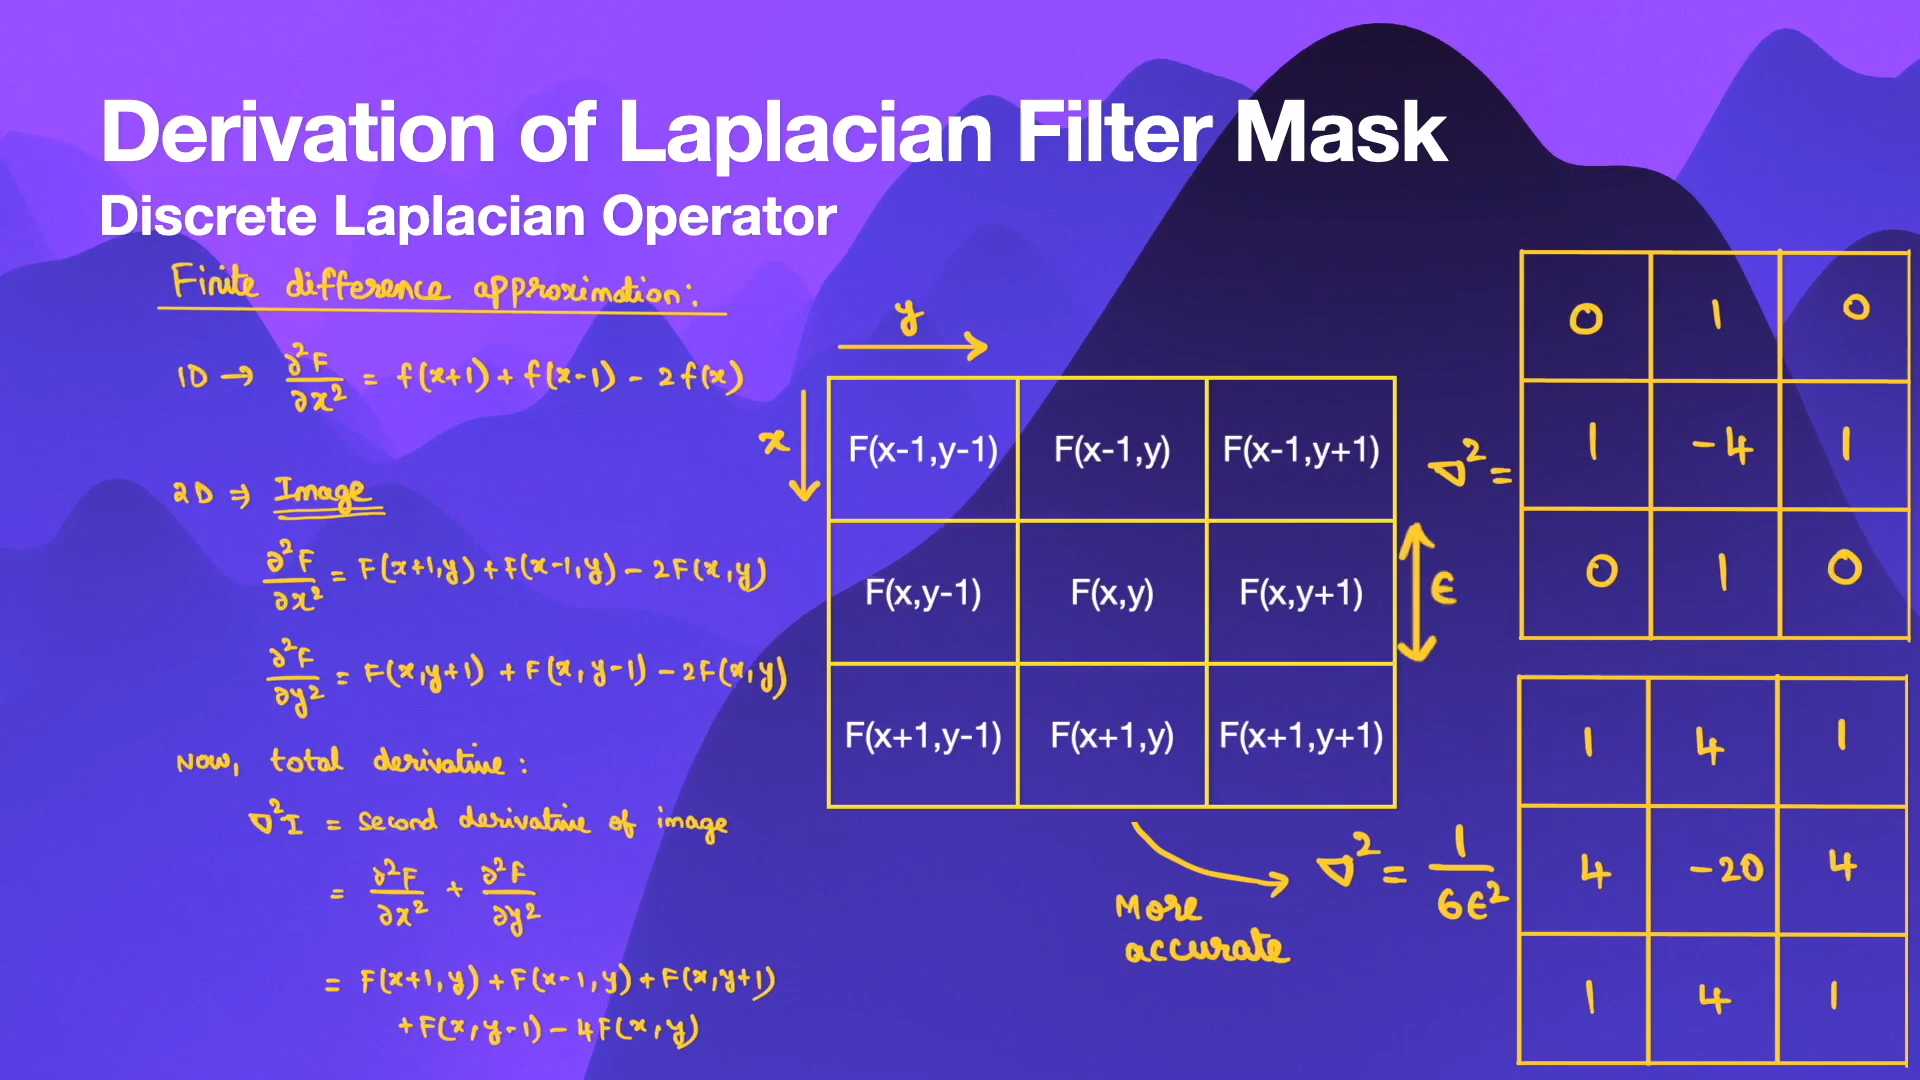 Derivation of Laplacian Filter Mask
Discrete Laplacian Operator
Finite difference approximation:
1D → ∂²F/∂x² = f(x+1) + f(x-1) - 2f(x)
2D ⇒ Image
∂²F/∂x² = F(x+1,y) + F(x-1,y) - 2F(x,y)
∂²F/∂y² = F(x,y+1) + F(x,y-1) - 2F(x,y)
Now, total derivative:
∇²I = second derivative of image
= ∂²F/∂x² + ∂²F/∂y²
= F(x+1,y) + F(x-1,y) + F(x,y+1)
+ F(x,y-1) - 4F(x,y)
y
x
F(x-1,y-1) F(x-1,y) F(x-1,y+1)
F(x,y-1) F(x,y) F(x,y+1)
F(x+1,y-1) F(x+1,y) F(x+1,y+1)
ϵ
∇² =
0 1 0
1 -4 1
0 1 0
More
accurate
∇² = 1/6ϵ²
1 4 1
4 -20 4
1 4 1